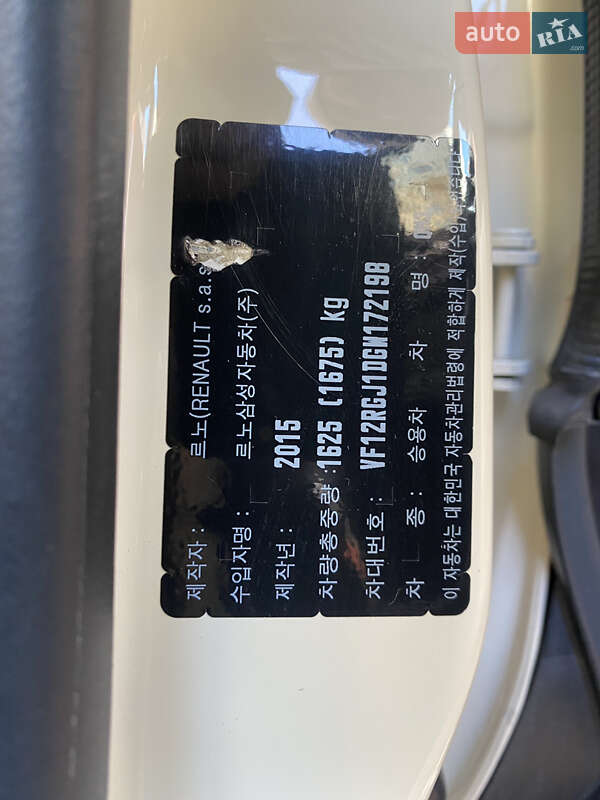 auto RIA .com
제작자 : 르노(RENAULT s.a.s
수입자명 : 르노삼성자동차(주)
제작년 : 2015
차량총중량 : 1625 (1675) kg
차대번호 : VF12RGJ1DGW172198
차 종 : 승용차 차 명 :
이 자동차는 대한민국 자동차관리법령에 적합하게 제작(수입)